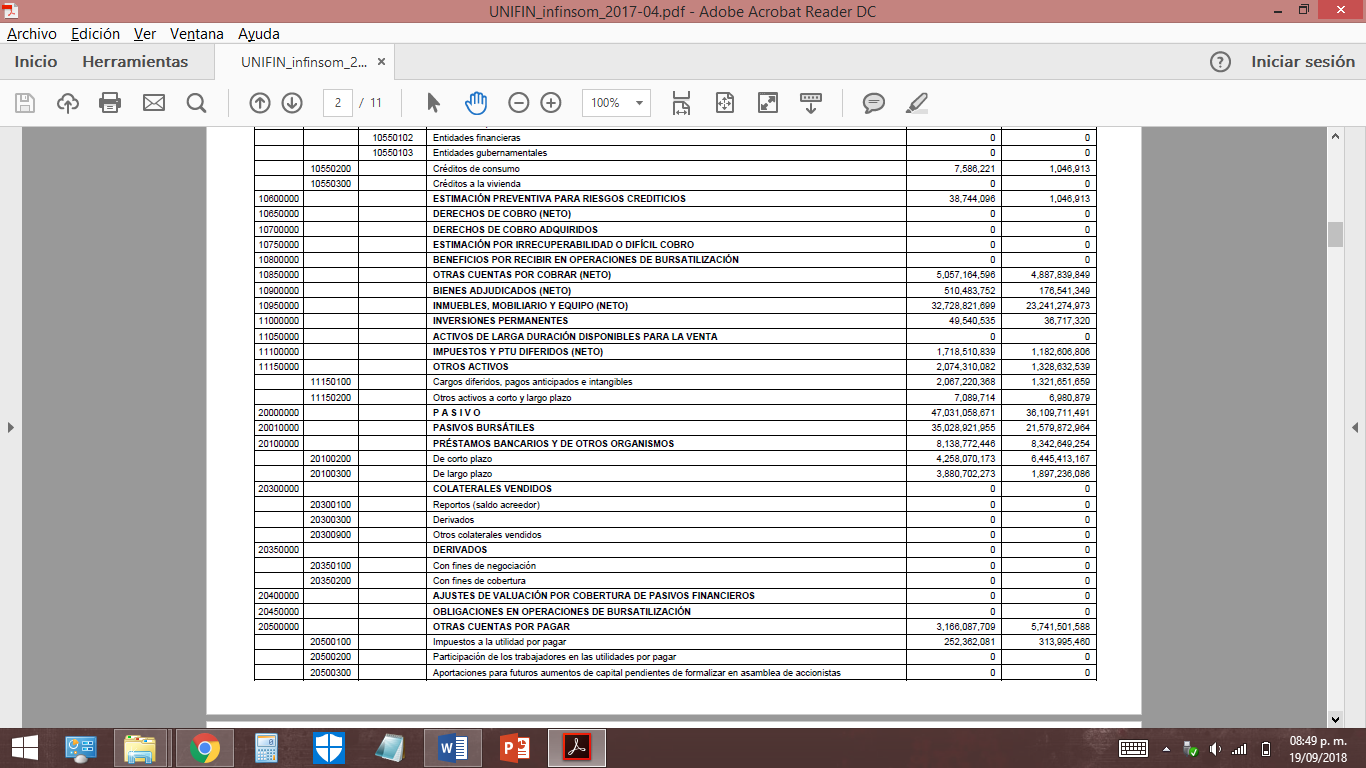 UNIFIN_infinsom_2017-04.pdf - Adobe Acrobat Reader DC
Archivo Edición Ver Ventana Ayuda
Inicio Herramientas UNIFIN_infinsom_2... × Iniciar sesión
2 / 11 100%
10550102 Entidades financieras 0 0
10550103 Entidades gubernamentales 0 0
10550200 Créditos de consumo 7,586,221 1,046,913
10550300 Créditos a la vivienda 0 0
10600000 ESTIMACIÓN PREVENTIVA PARA RIESGOS CREDITICIOS 38,744,096 1,046,913
10650000 DERECHOS DE COBRO (NETO) 0 0
10700000 DERECHOS DE COBRO ADQUIRIDOS 0 0
10750000 ESTIMACIÓN POR IRRECUPERABILIDAD O DIFÍCIL COBRO 0 0
10800000 BENEFICIOS POR RECIBIR EN OPERACIONES DE BURSATILIZACIÓN 0 0
10850000 OTRAS CUENTAS POR COBRAR (NETO) 5,057,164,596 4,887,839,849
10900000 BIENES ADJUDICADOS (NETO) 510,483,752 176,541,349
10950000 INMUEBLES, MOBILIARIO Y EQUIPO (NETO) 32,728,821,699 23,241,274,973
11000000 INVERSIONES PERMANENTES 49,540,535 36,717,320
11050000 ACTIVOS DE LARGA DURACIÓN DISPONIBLES PARA LA VENTA 0 0
11100000 IMPUESTOS Y PTU DIFERIDOS (NETO) 1,718,510,839 1,182,606,806
11150000 OTROS ACTIVOS 2,074,310,082 1,328,632,539
11150100 Cargos diferidos, pagos anticipados e intangibles 2,067,220,368 1,321,651,659
11150200 Otros activos a corto y largo plazo 7,089,714 6,980,879
20000000 P A S I V O 47,031,058,671 36,109,711,491
20010000 PASIVOS BURSÁTILES 35,028,921,955 21,579,872,964
20100000 PRÉSTAMOS BANCARIOS Y DE OTROS ORGANISMOS 8,138,772,446 8,342,649,254
20100200 De corto plazo 4,258,070,173 6,445,413,167
20100300 De largo plazo 3,880,702,273 1,897,236,086
20300000 COLATERALES VENDIDOS 0 0
20300100 Reportos (saldo acreedor) 0 0
20300300 Derivados 0 0
20300900 Otros colaterales vendidos 0 0
20350000 DERIVADOS 0 0
20350100 Con fines de negociación 0 0
20350200 Con fines de cobertura 0 0
20400000 AJUSTES DE VALUACIÓN POR COBERTURA DE PASIVOS FINANCIEROS 0 0
20450000 OBLIGACIONES EN OPERACIONES DE BURSATILIZACIÓN 0 0
20500000 OTRAS CUENTAS POR PAGAR 3,166,087,709 5,741,501,588
20500100 Impuestos a la utilidad por pagar 252,362,081 313,995,460
20500200 Participación de los trabajadores en las utilidades por pagar 0 0
20500300 Aportaciones para futuros aumentos de capital pendientes de formalizar en asamblea de accionistas 0 0
08:49 p. m.
19/09/2018